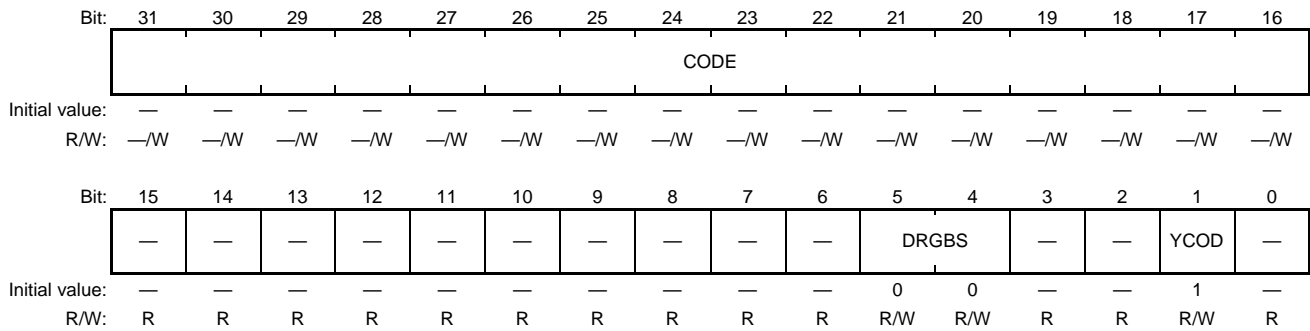 Bit: 31 30 29 28 27 26 25 24 23 22 21 20 19 18 17 16
CODE
Initial value: — — — — — — — — — — — — — — — —
R/W: —/W —/W —/W —/W —/W —/W —/W —/W —/W —/W —/W —/W —/W —/W —/W —/W
Bit: 15 14 13 12 11 10 9 8 7 6 5 4 3 2 1 0
— — — — — — — — — — DRGBS — — YCOD —
Initial value: — — — — — — — — — — 0 0 — — 1 —
R/W: R R R R R R R R R R R/W R/W R R R/W R